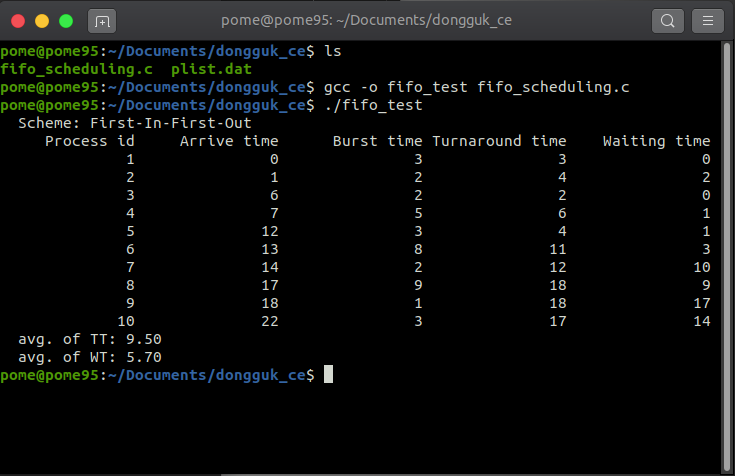 pome@pome95: ~/Documents/dongguk_ce
pome@pome95:~/Documents/dongguk_ce$ ls
fifo_scheduling.c  plist.dat
pome@pome95:~/Documents/dongguk_ce$ gcc -o fifo_test fifo_scheduling.c
pome@pome95:~/Documents/dongguk_ce$ ./fifo_test
Scheme: First-In-First-Out
Process id Arrive time Burst time Turnaround time Waiting time
1 0 3 3 0
2 1 2 4 2
3 6 2 2 0
4 7 5 6 1
5 12 3 4 1
6 13 8 11 3
7 14 2 12 10
8 17 9 18 9
9 18 1 18 17
10 22 3 17 14
avg. of TT: 9.50
avg. of WT: 5.70
pome@pome95:~/Documents/dongguk_ce$